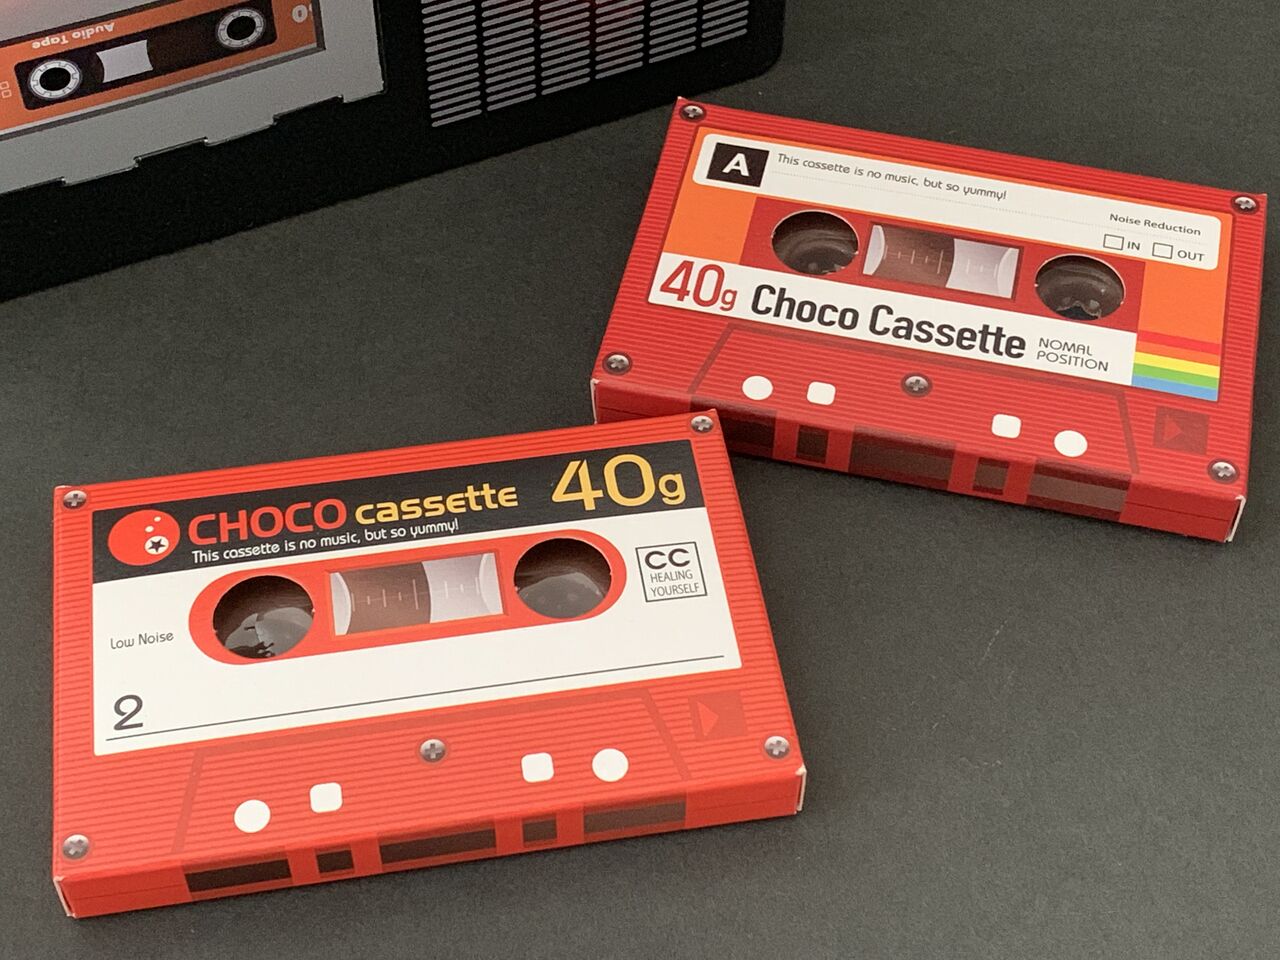 Audio Tape
A
This cassette is no music, but so yummy!
Noise Reduction
IN OUT
40g Choco Cassette
NOMAL
POSITION
CHOCO cassette 40g
This cassette is no music, but so yummy!
CC
HEALING
YOURSELF
Low Noise
2